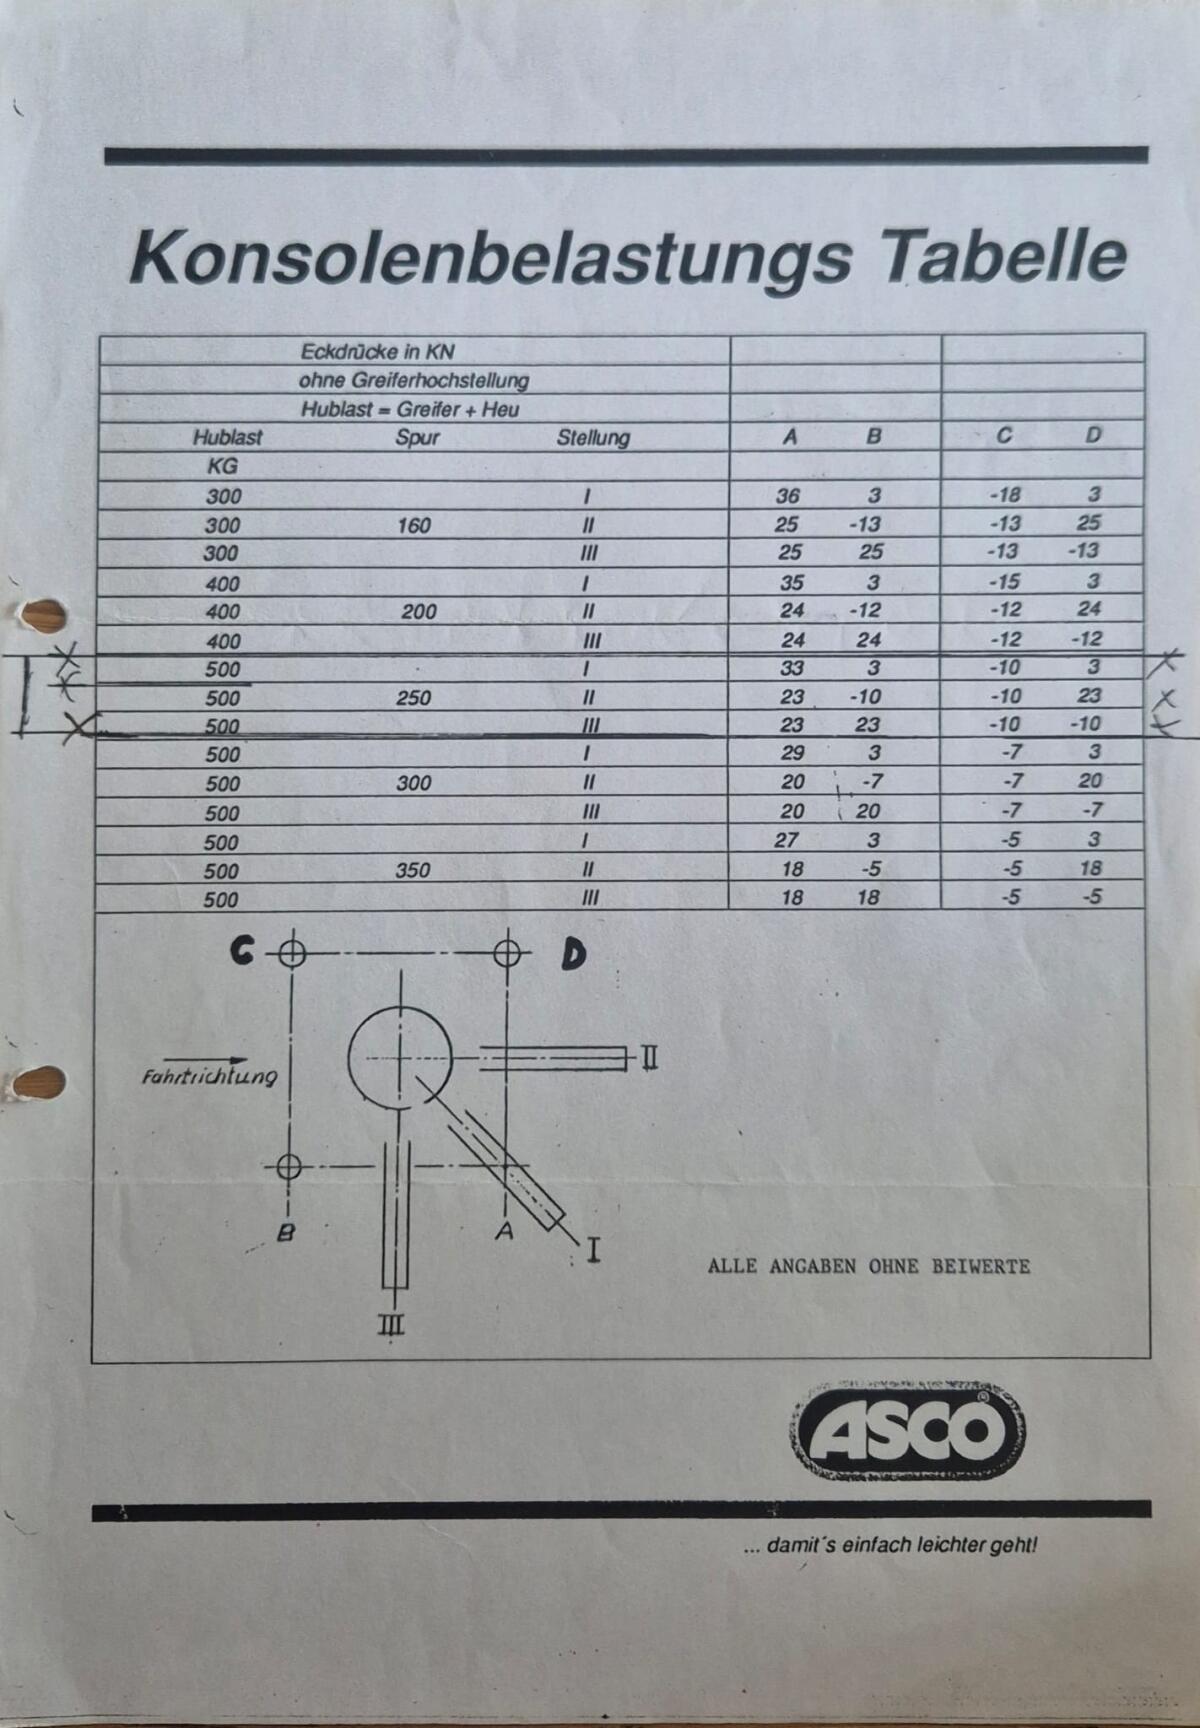 Konsolenbelastungs Tabelle
Eckdrücke in KN
ohne Greiferhochstellung
Hublast = Greifer + Heu
Hublast Spur Stellung A B C D
KG
300 I 36 3 -18 3
300 160 II 25 -13 -13 25
300 III 25 25 -13 -13
400 I 35 3 -15 3
400 200 II 24 -12 -12 24
400 III 24 24 -12 -12
500 I 33 3 -10 3
500 250 II 23 -10 -10 23
500 III 23 23 -10 -10
500 I 29 3 -7 3
500 300 II 20 -7 -7 20
500 III 20 20 -7 -7
500 I 27 3 -5 3
500 350 II 18 -5 -5 18
500 III 18 18 -5 -5
C D
II
Fahrtrichtung
B A
I
ALLE ANGABEN OHNE BEIWERTE
III
ASCO ®
... damit's einfach leichter geht!